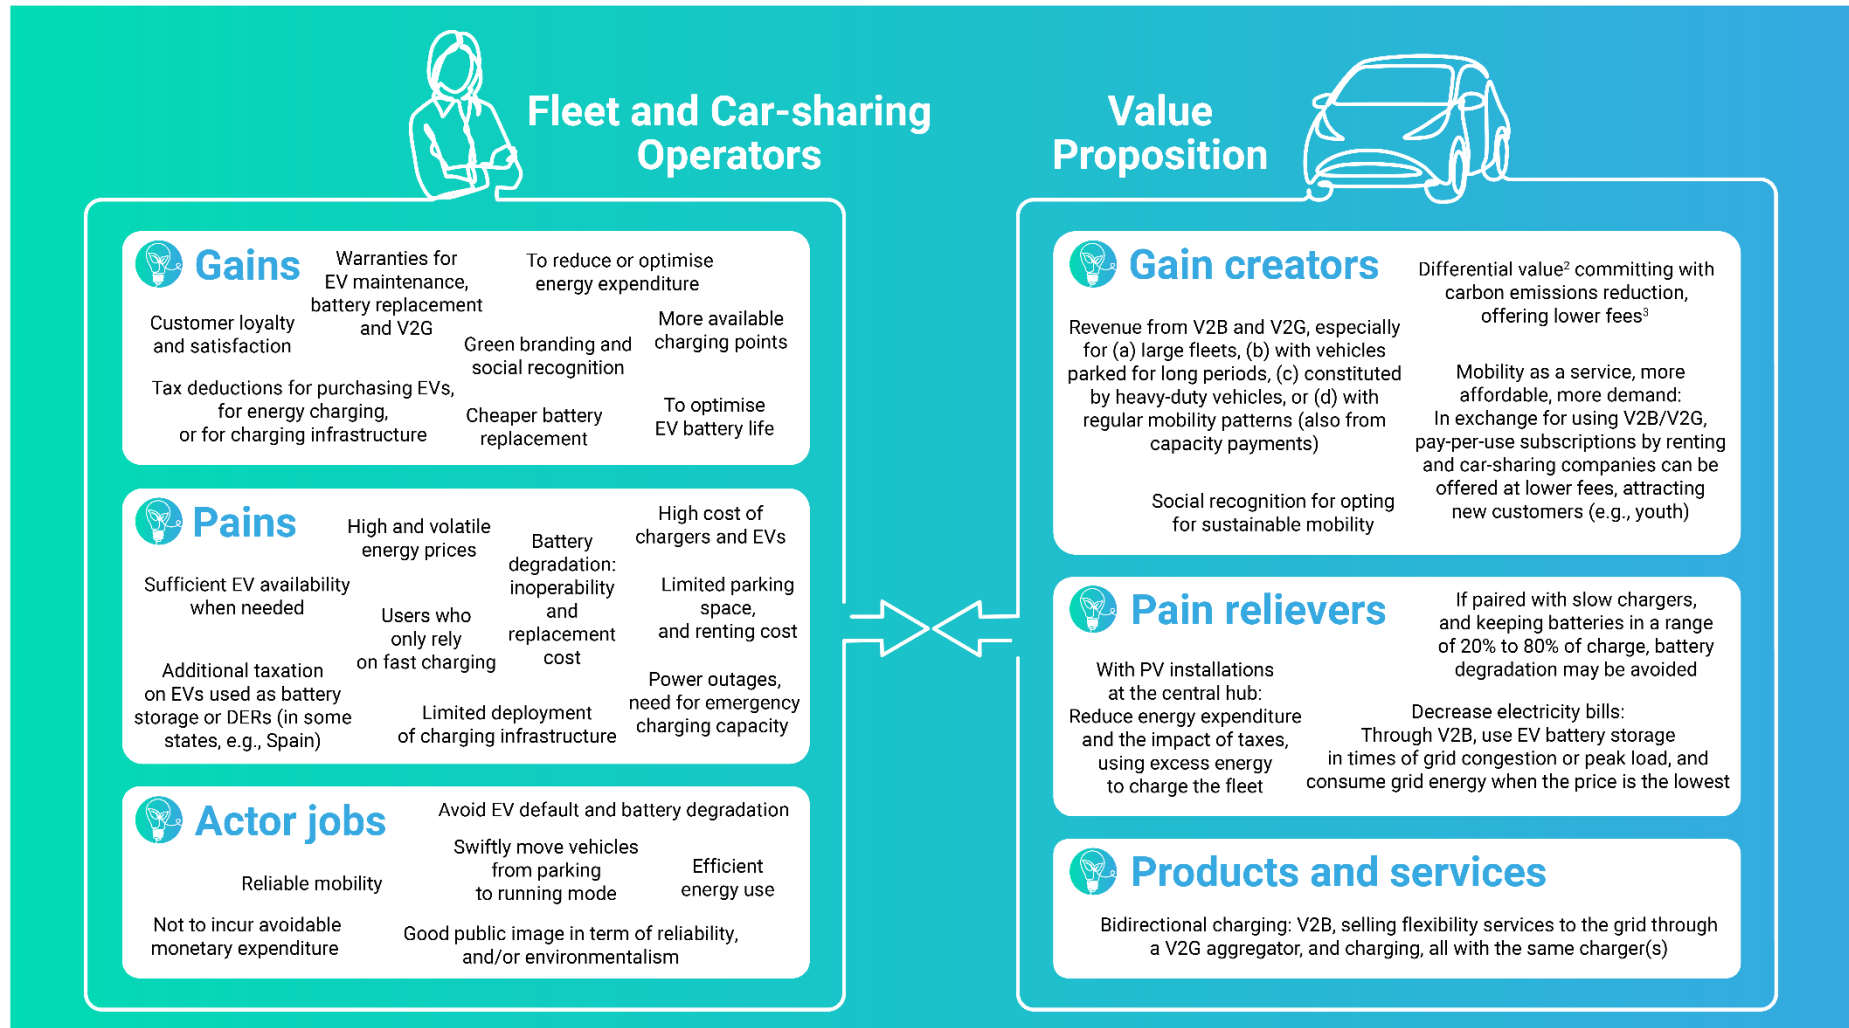 Fleet and Car-sharing
Operators
Gains
Warranties for
EV maintenance,
battery replacement
and V2G
To reduce or optimise
energy expenditure
Customer loyalty
and satisfaction
More available
charging points
Green branding and
social recognition
Tax deductions for purchasing EVs,
for energy charging,
or for charging infrastructure
Cheaper battery
replacement
To optimise
EV battery life
Pains
High and volatile
energy prices
Battery
degradation:
inoperability
and
replacement
cost
High cost of
chargers and EVs
Sufficient EV availability
when needed
Users who
only rely
on fast charging
Limited parking
space,
and renting cost
Additional taxation
on EVs used as battery
storage or DERs (in some
states, e.g., Spain)
Limited deployment
of charging infrastructure
Power outages,
need for emergency
charging capacity
Actor jobs
Avoid EV default and battery degradation
Reliable mobility
Swiftly move vehicles
from parking
to running mode
Efficient
energy use
Not to incur avoidable
monetary expenditure
Good public image in term of reliability,
and/or environmentalism
Value
Proposition
Gain creators
Differential value² committing with
carbon emissions reduction,
offering lower fees³
Revenue from V2B and V2G, especially
for (a) large fleets, (b) with vehicles
parked for long periods, (c) constituted
by heavy-duty vehicles, or (d) with
regular mobility patterns (also from
capacity payments)
Mobility as a service, more
affordable, more demand:
In exchange for using V2B/V2G,
pay-per-use subscriptions by renting
and car-sharing companies can be
offered at lower fees, attracting
new customers (e.g., youth)
Social recognition for opting
for sustainable mobility
Pain relievers
If paired with slow chargers,
and keeping batteries in a range
of 20% to 80% of charge, battery
degradation may be avoided
With PV installations
at the central hub:
Reduce energy expenditure
and the impact of taxes,
using excess energy
to charge the fleet
Decrease electricity bills:
Through V2B, use EV battery storage
in times of grid congestion or peak load, and
consume grid energy when the price is the lowest
Products and services
Bidirectional charging: V2B, selling flexibility services to the grid through
a V2G aggregator, and charging, all with the same charger(s)